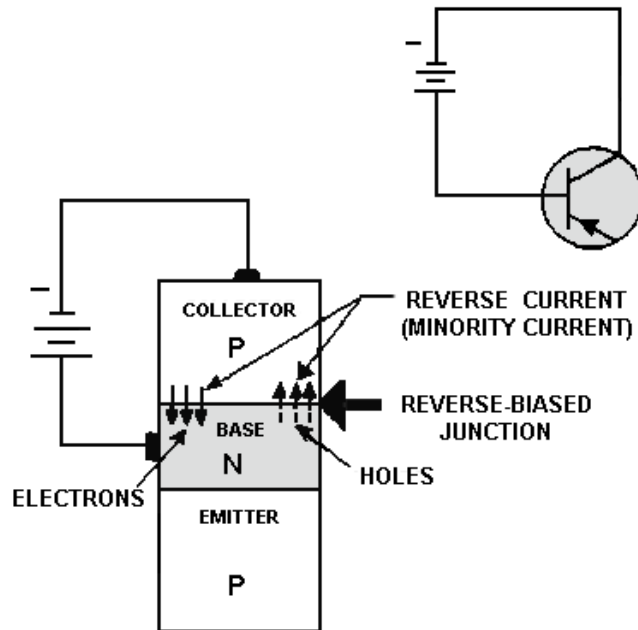 −
−
COLLECTOR
P
REVERSE CURRENT
(MINORITY CURRENT)
REVERSE-BIASED
JUNCTION
BASE
N
HOLES
ELECTRONS
EMITTER
P